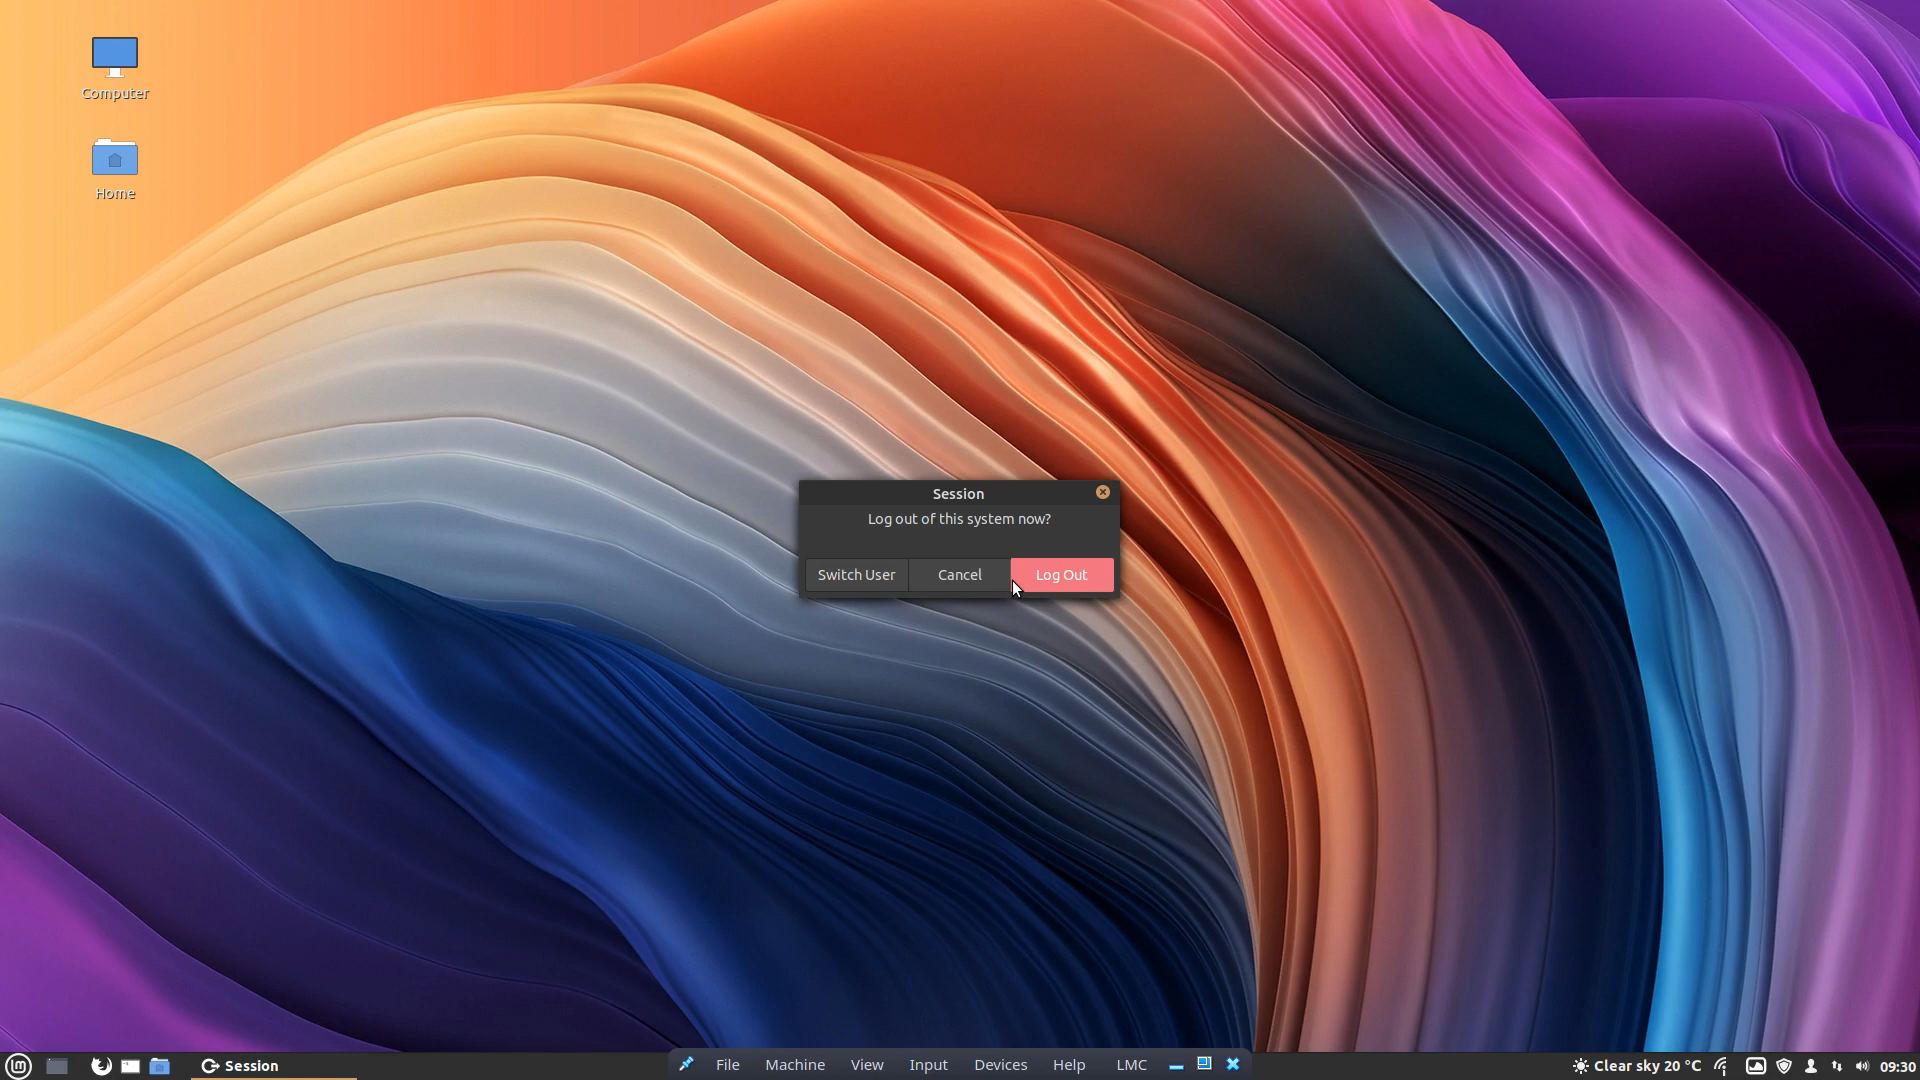 Computer
Home
Session
Log out of this system now?
Switch User
Cancel
Log Out
Session
File
Machine
View
Input
Devices
Help
LMC
Clear sky 20 °C
09:30